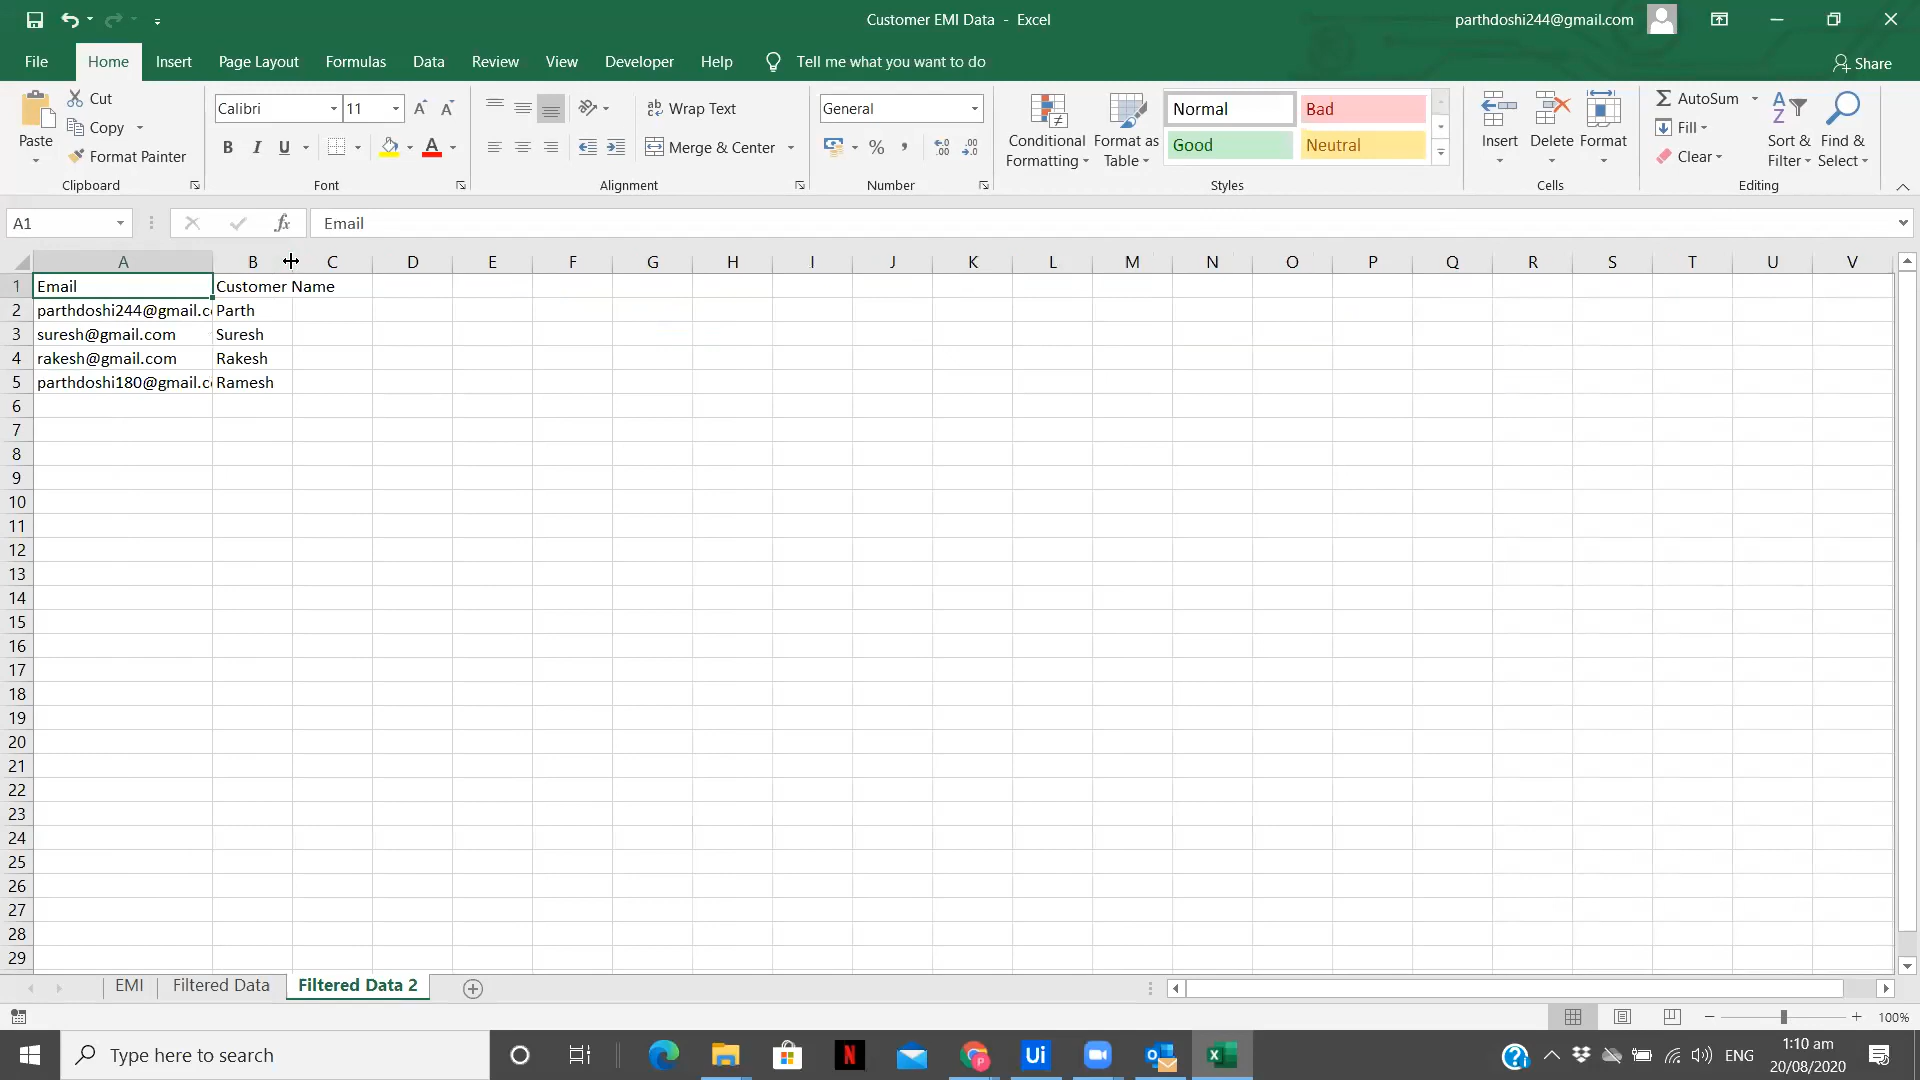 Customer EMI Data - Excel
parthdoshi244@gmail.com
File Home Insert Page Layout Formulas Data Review View Developer Help Tell me what you want to do
Share
Paste
Cut
Copy
Format Painter
Clipboard
Calibri 11
B I U
Font
Wrap Text
Merge & Center
Alignment
General
Number
Conditional Formatting
Format as Table
Normal Bad
Good Neutral
Styles
Insert Delete Format
Cells
AutoSum
Fill
Clear
Sort & Filter
Find & Select
Editing
A1 fx Email
A B C D E F G H I J K L M N O P Q R S T U V
1 Email Customer Name
2 parthdoshi244@gmail.c Parth
3 suresh@gmail.com Suresh
4 rakesh@gmail.com Rakesh
5 parthdoshi180@gmail.c Ramesh
6
7
8
9
10
11
12
13
14
15
16
17
18
19
20
21
22
23
24
25
26
27
28
29
EMI Filtered Data Filtered Data 2
100%
Type here to search
N
Ui
ENG
1:10 am
20/08/2020